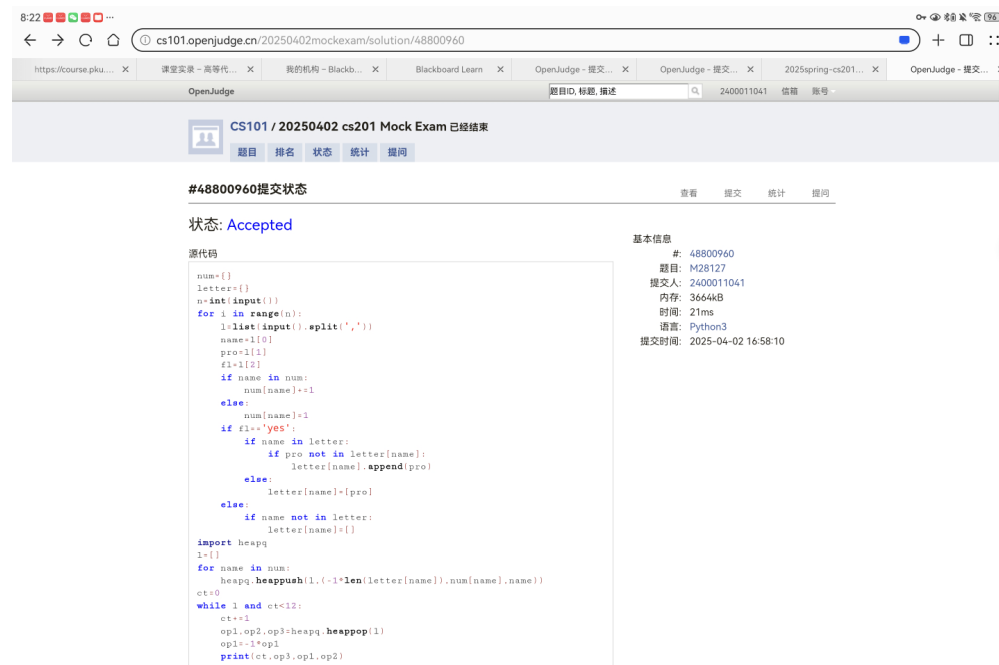 8:22 ... 96
cs101.openjudge.cn/20250402mockexam/solution/48800960
https://course.pku.... × 课堂实录 – 高等代... × 我的机构 – Blackb... × Blackboard Learn × OpenJudge – 提交... × OpenJudge – 提交... × 2025spring-cs201... × OpenJudge – 提交...
OpenJudge 题目ID, 标题, 描述 2400011041 信箱 账号
CS101 / 20250402 cs201 Mock Exam 已经结束
题目 排名 状态 统计 提问
#48800960提交状态 查看 提交 统计 提问
状态: Accepted
源代码
num={}
letter={}
n=int(input())
for i in range(n):
    l=list(input().split(','))
    name=l[0]
    pro=l[1]
    fl=l[2]
    if name in num:
        num[name]+=1
    else:
        num[name]=1
    if fl=='yes':
        if name in letter:
            if pro not in letter[name]:
                letter[name].append(pro)
        else:
            letter[name]=[pro]
    else:
        if name not in letter:
            letter[name]=[]
import heapq
l=[]
for name in num:
    heapq.heappush(l,(-1*len(letter[name]),num[name],name))
ct=0
while l and ct<12:
    ct+=1
    op1,op2,op3=heapq.heappop(l)
    op1=-1*op1
    print(ct,op3,op1,op2)
基本信息
#: 48800960
题目: M28127
提交人: 2400011041
内存: 3664kB
时间: 21ms
语言: Python3
提交时间: 2025-04-02 16:58:10